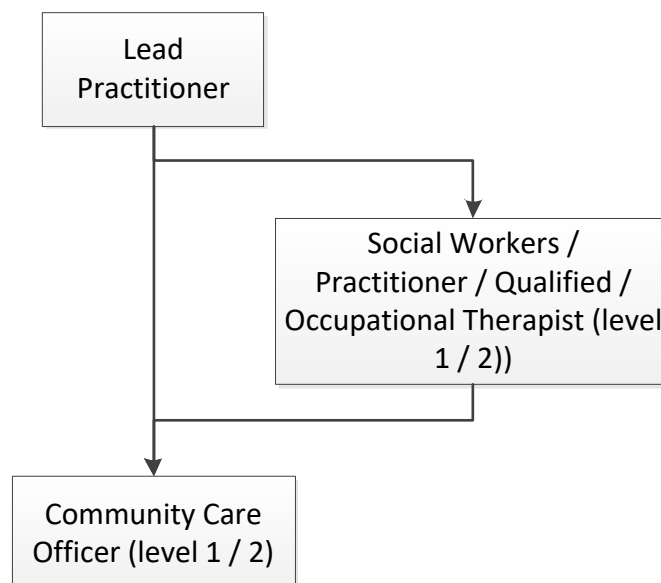 Lead
Practitioner
Social Workers /
Practitioner / Qualified /
Occupational Therapist (level
1 / 2))
Community Care
Officer (level 1 / 2)